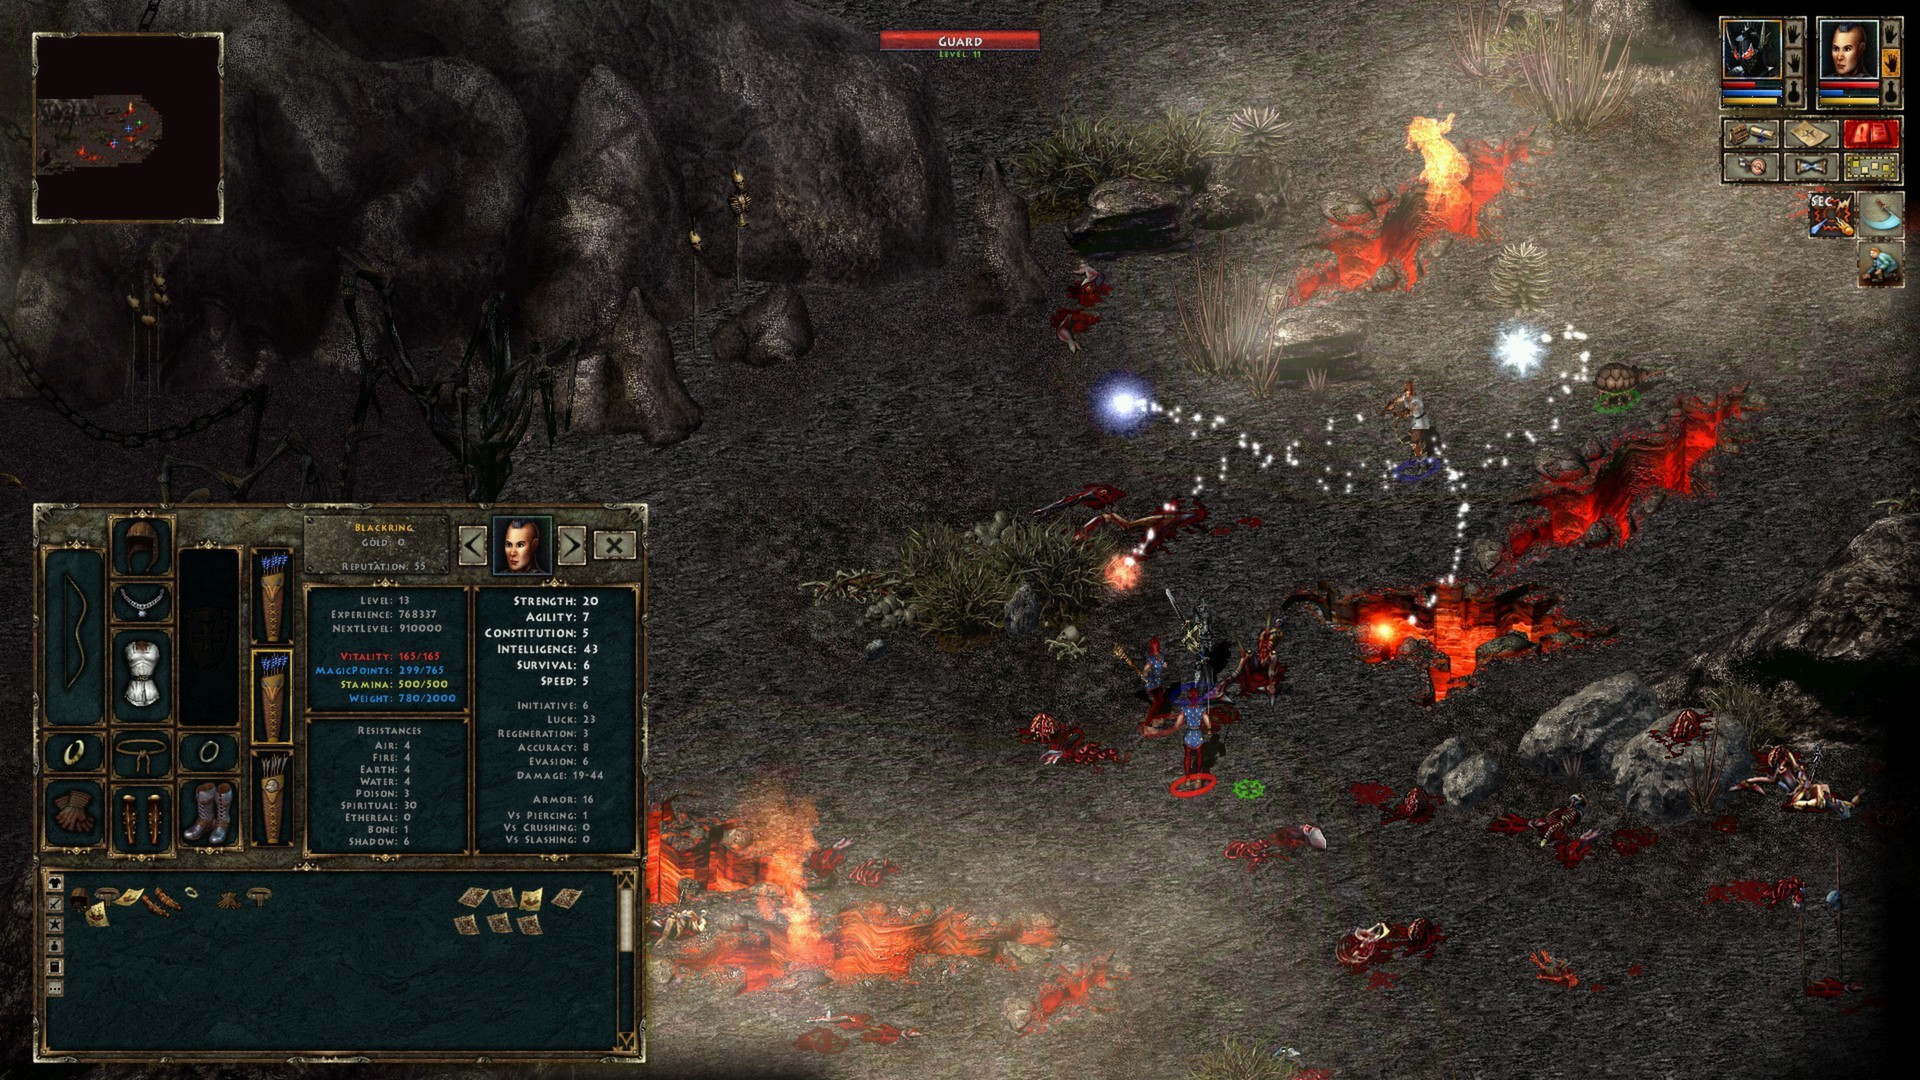 GUARD
LEVEL 11
SEC
BLACKRING
GOLD: 0
REPUTATION: 55
LEVEL: 13
EXPERIENCE: 768337
NEXTLEVEL: 910000
VITALITY: 165/165
MAGICPOINTS: 299/765
STAMINA: 500/500
WEIGHT: 780/2000
RESISTANCES
AIR: 4
FIRE: 4
EARTH: 4
WATER: 4
POISON: 3
SPIRITUAL: 30
ETHEREAL: 0
BONE: 1
SHADOW: 6
STRENGTH: 20
AGILITY: 7
CONSTITUTION: 5
INTELLIGENCE: 43
SURVIVAL: 6
SPEED: 5
INITIATIVE: 6
LUCK: 23
REGENERATION: 3
ACCURACY: 8
EVASION: 6
DAMAGE: 19-44
ARMOR: 16
VS PIERCING: 1
VS CRUSHING: 0
VS SLASHING: 0